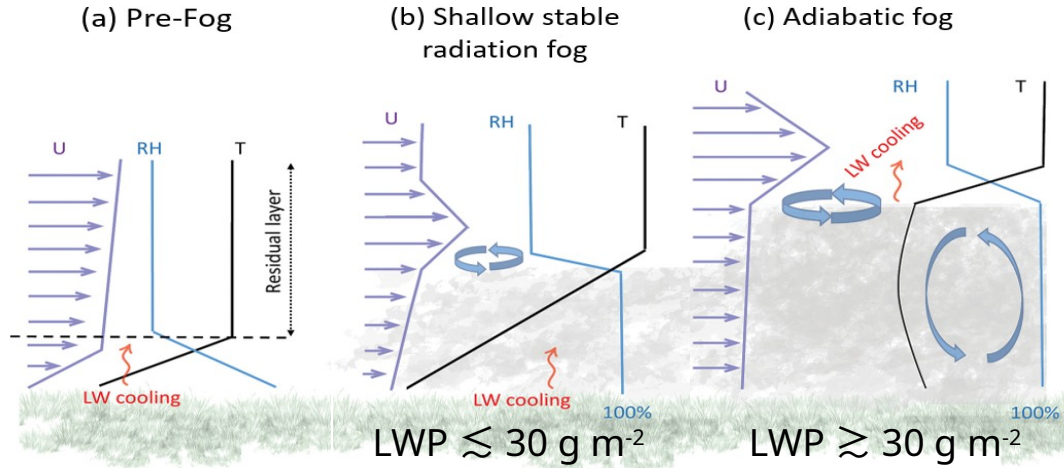 (a) Pre-Fog
U
RH
T
Residual layer
LW cooling
(b) Shallow stable
radiation fog
U
RH
T
LW cooling
100%
LWP ≲ 30 g m⁻²
(c) Adiabatic fog
U
RH
T
LW cooling
100%
LWP ≳ 30 g m⁻²